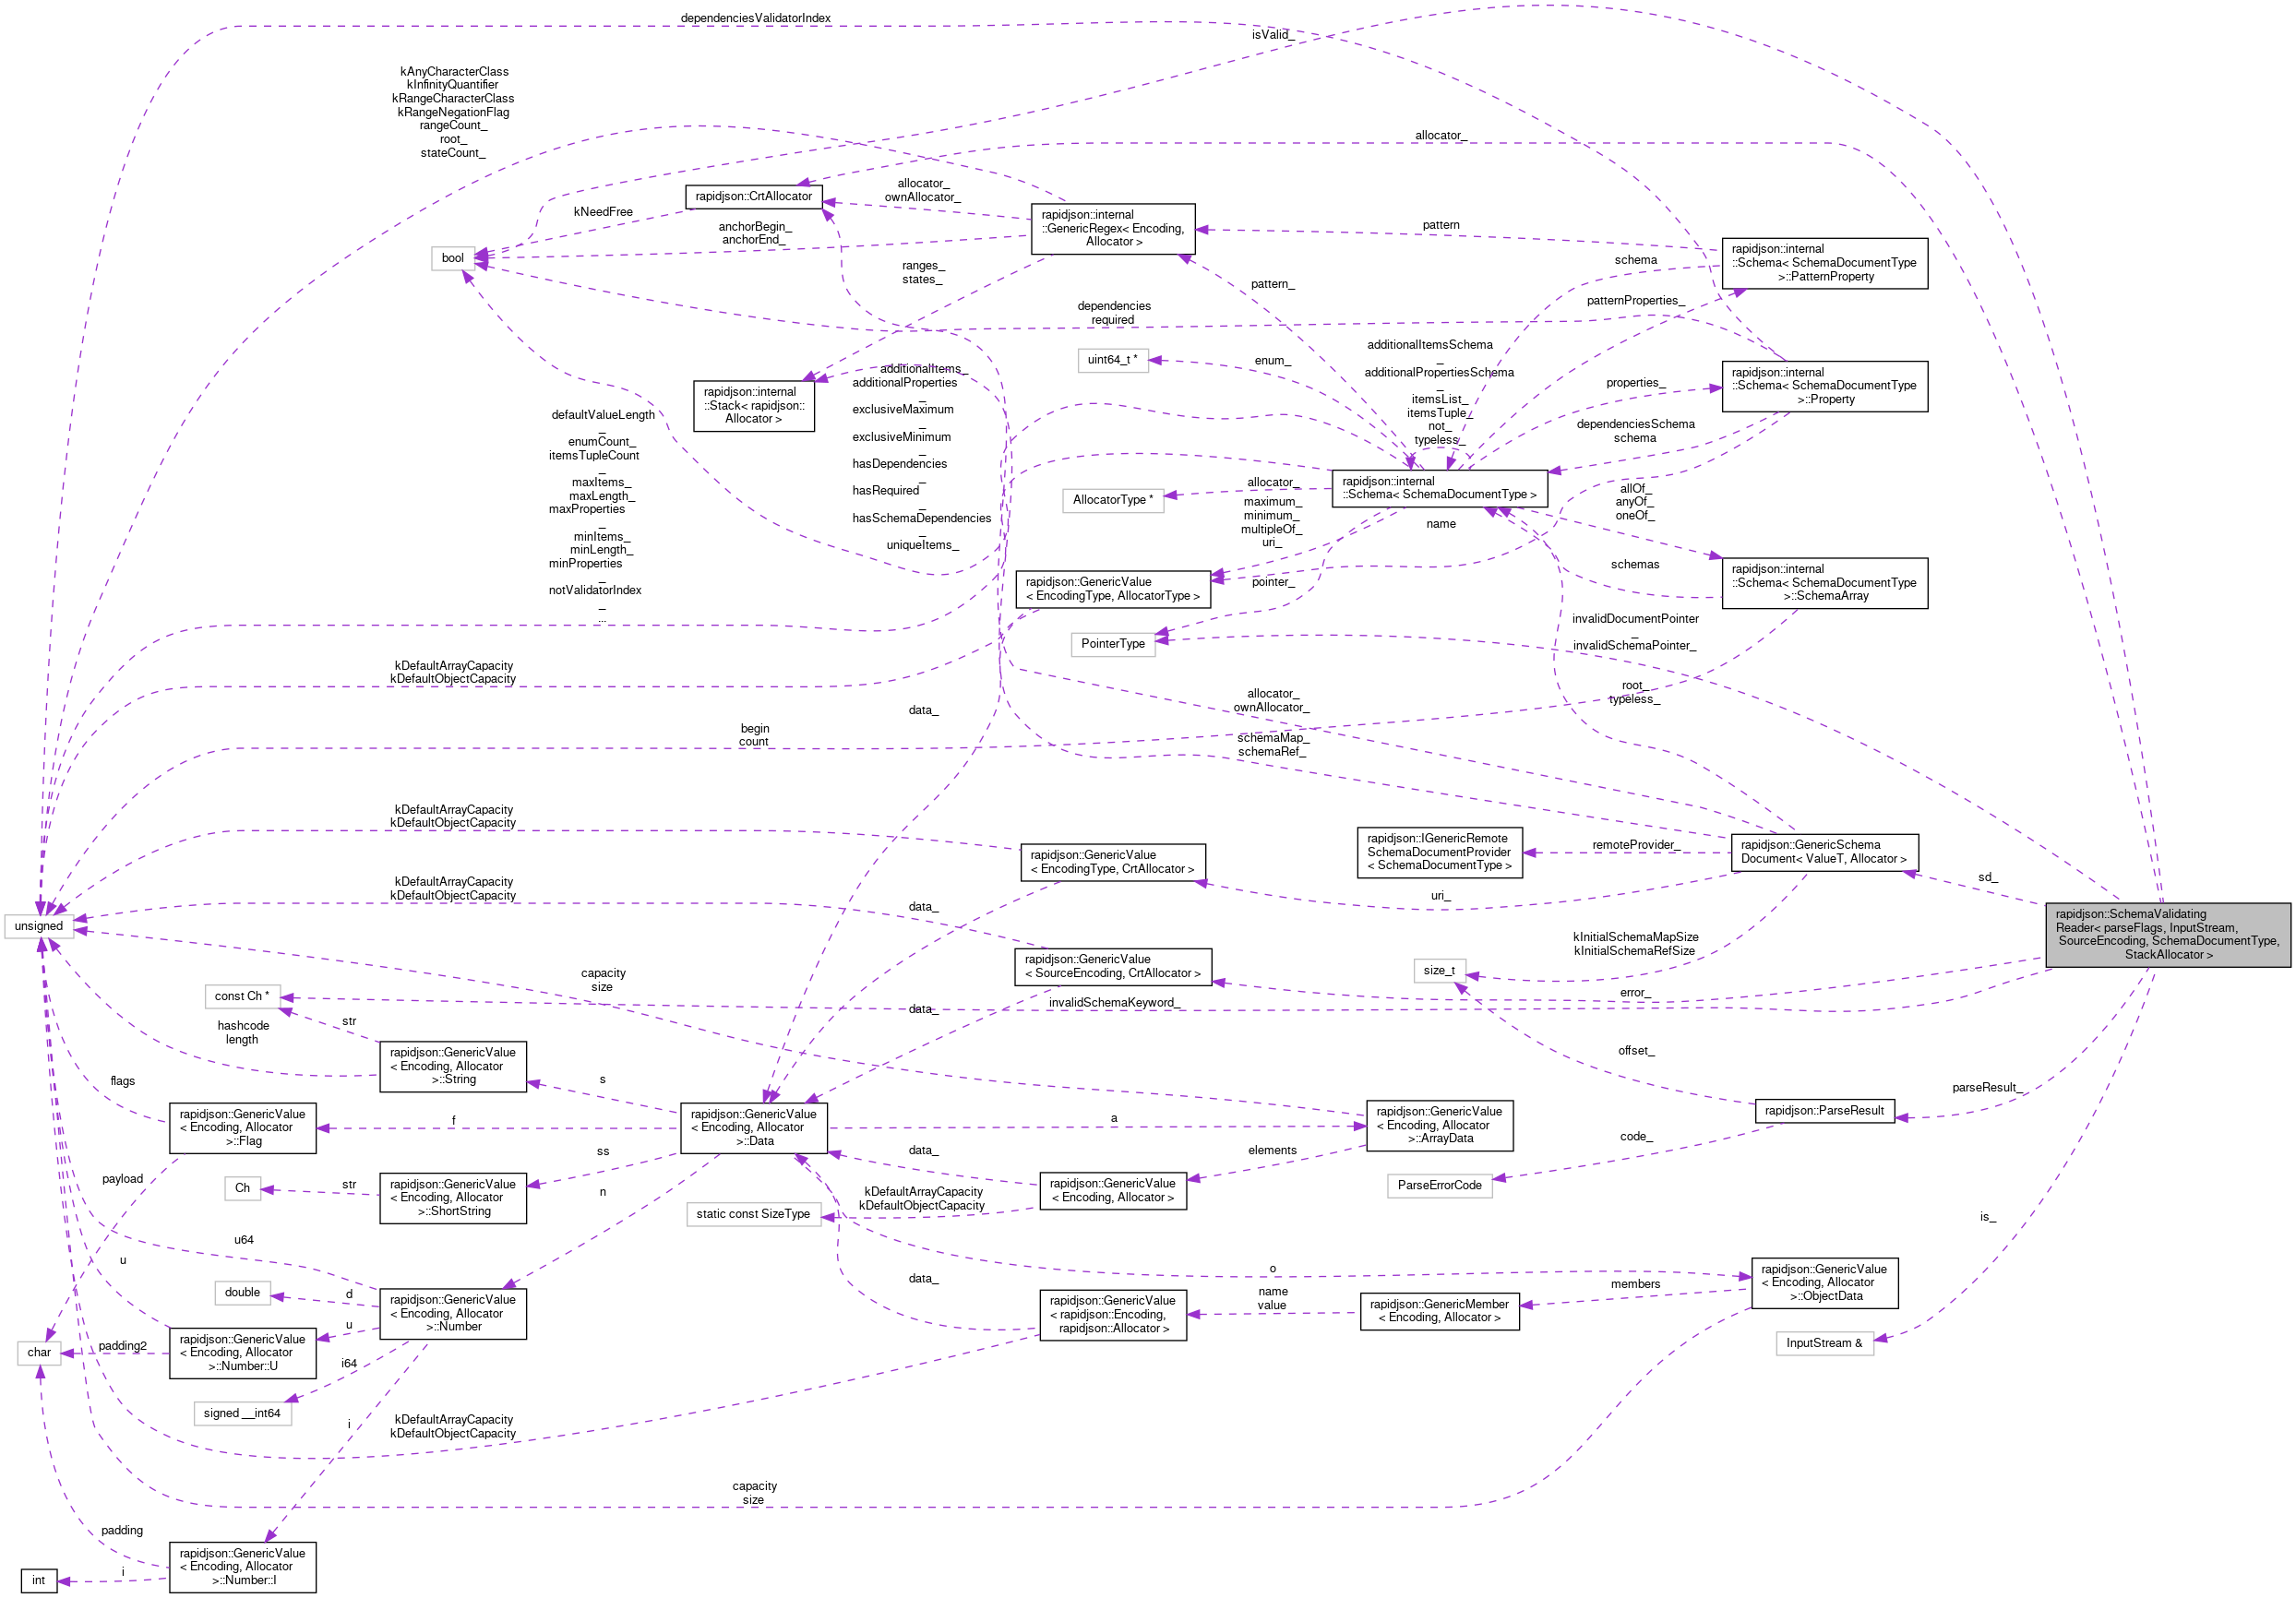 dependenciesValidatorIndex
isValid_
kAnyCharacterClass
kInfinityQuantifier
kRangeCharacterClass
kRangeNegationFlag
rangeCount_
root_
stateCount_
allocator_
rapidjson::CrtAllocator
allocator_
ownAllocator_
kNeedFree
anchorBegin_
anchorEnd_
bool
rapidjson::internal
::GenericRegex< Encoding,
Allocator >
pattern
rapidjson::internal
::Schema< SchemaDocumentType
>::PatternProperty
schema
ranges_
states_
pattern_
patternProperties_
dependencies
required
uint64_t *
enum_
additionalItemsSchema
_
additionalPropertiesSchema
_
itemsList_
itemsTuple_
not_
typeless_
properties_
rapidjson::internal
::Schema< SchemaDocumentType
>::Property
rapidjson::internal
::Stack< rapidjson::
Allocator >
additionalItems_
additionalProperties
_
exclusiveMaximum
_
exclusiveMinimum
_
hasDependencies
_
hasRequired
_
hasSchemaDependencies
_
uniqueItems_
defaultValueLength
_
enumCount_
itemsTupleCount
_
maxItems_
maxLength_
maxProperties
_
minItems_
minLength_
minProperties
_
notValidatorIndex
_
...
dependenciesSchema
schema
rapidjson::internal
::Schema< SchemaDocumentType >
AllocatorType *
allocator_
maximum_
minimum_
multipleOf_
uri_
name
allOf_
anyOf_
oneOf_
schemas
rapidjson::internal
::Schema< SchemaDocumentType
>::SchemaArray
rapidjson::GenericValue
< EncodingType, AllocatorType >
pointer_
PointerType
invalidDocumentPointer
_
invalidSchemaPointer_
kDefaultArrayCapacity
kDefaultObjectCapacity
data_
allocator_
ownAllocator_
root_
typeless_
begin
count
schemaMap_
schemaRef_
kDefaultArrayCapacity
kDefaultObjectCapacity
rapidjson::GenericValue
< EncodingType, CrtAllocator >
rapidjson::IGenericRemote
SchemaDocumentProvider
< SchemaDocumentType >
remoteProvider_
rapidjson::GenericSchema
Document< ValueT, Allocator >
sd_
uri_
kDefaultArrayCapacity
kDefaultObjectCapacity
data_
unsigned
rapidjson::SchemaValidating
Reader< parseFlags, InputStream,
SourceEncoding, SchemaDocumentType,
StackAllocator >
kInitialSchemaMapSize
kInitialSchemaRefSize
size_t
rapidjson::GenericValue
< SourceEncoding, CrtAllocator >
capacity
size
const Ch *
error_
invalidSchemaKeyword_
data_
str
hashcode
length
rapidjson::GenericValue
< Encoding, Allocator
>::String
offset_
flags
s
parseResult_
rapidjson::GenericValue
< Encoding, Allocator
>::Flag
f
rapidjson::GenericValue
< Encoding, Allocator
>::Data
a
rapidjson::GenericValue
< Encoding, Allocator
>::ArrayData
rapidjson::ParseResult
code_
ParseErrorCode
payload
ss
data_
elements
Ch
str
rapidjson::GenericValue
< Encoding, Allocator
>::ShortString
n
static const SizeType
kDefaultArrayCapacity
kDefaultObjectCapacity
rapidjson::GenericValue
< Encoding, Allocator >
is_
u64
u
double
d
rapidjson::GenericValue
< Encoding, Allocator
>::Number
data_
o
name
value
members
rapidjson::GenericValue
< Encoding, Allocator
>::ObjectData
rapidjson::GenericValue
< rapidjson::Encoding,
rapidjson::Allocator >
rapidjson::GenericMember
< Encoding, Allocator >
InputStream &
char
padding2
rapidjson::GenericValue
< Encoding, Allocator
>::Number::U
u
i64
signed __int64
i
kDefaultArrayCapacity
kDefaultObjectCapacity
capacity
size
padding
rapidjson::GenericValue
< Encoding, Allocator
>::Number::I
int
i